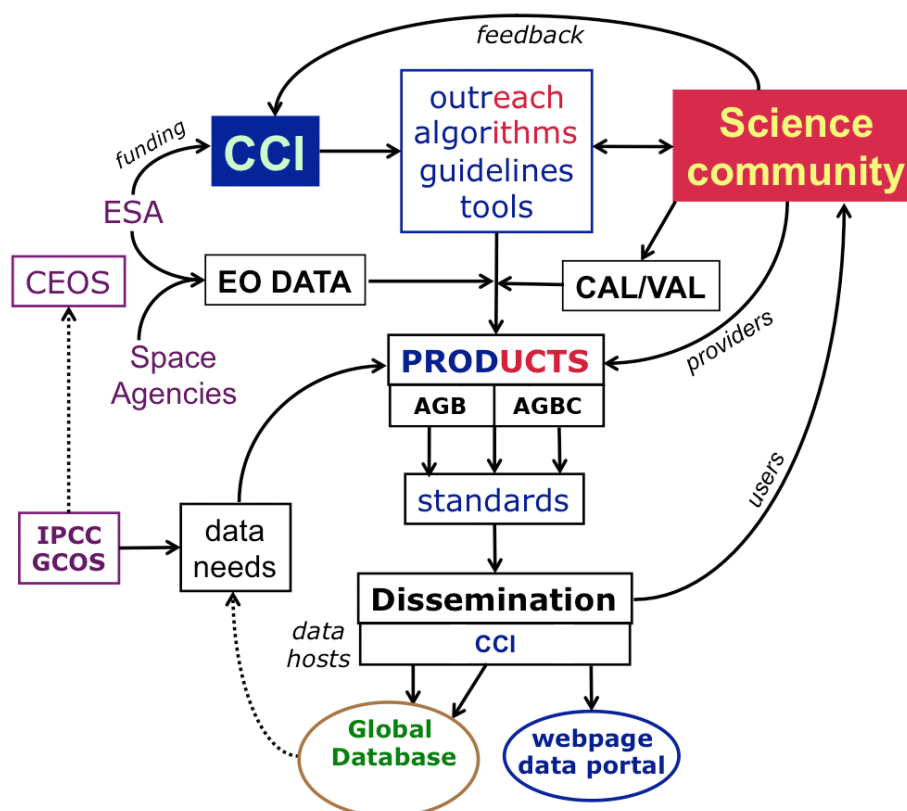 feedback
outreach
algorithms
guidelines
tools
Science
community
funding
CCI
ESA
CEOS
EO DATA
CAL/VAL
Space
Agencies
providers
PRODUCTS
AGB
AGBC
users
standards
IPCC
GCOS
data
needs
Dissemination
data
hosts
CCI
Global
Database
webpage
data portal